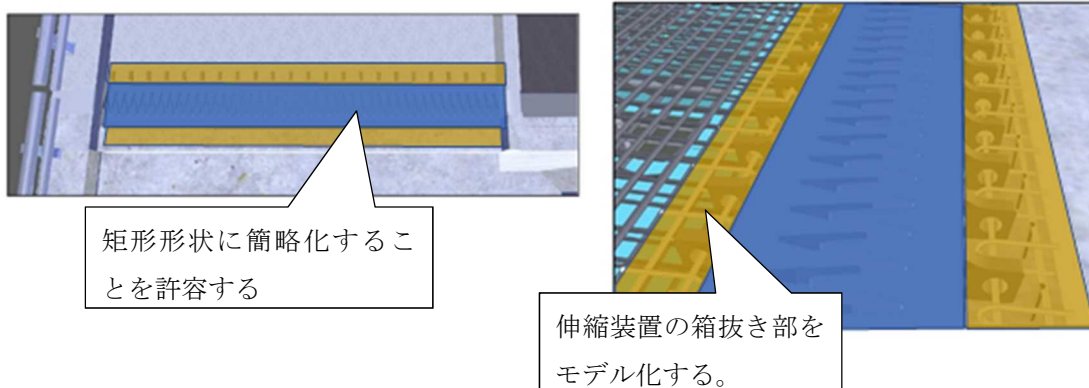 矩形形状に簡略化するこ
とを許容する
伸縮装置の箱抜き部を
モデル化する。